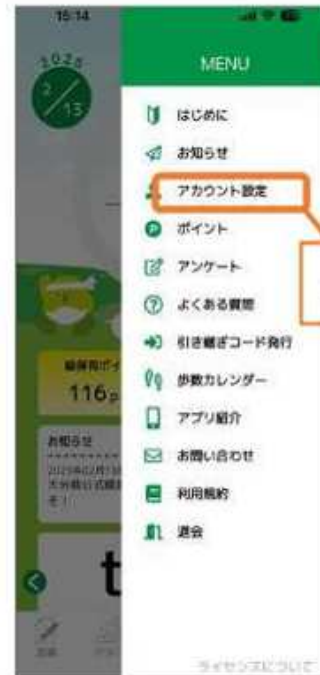 15:14
MENU
2025
2/13
はじめに
お知らせ
アカウント設定
ポイント
アンケート
よくある質問
引き継ぎコード発行
歩数カレンダー
アプリ紹介
お問い合わせ
利用規約
退会
116p
お知らせ
t
ライセンスについて